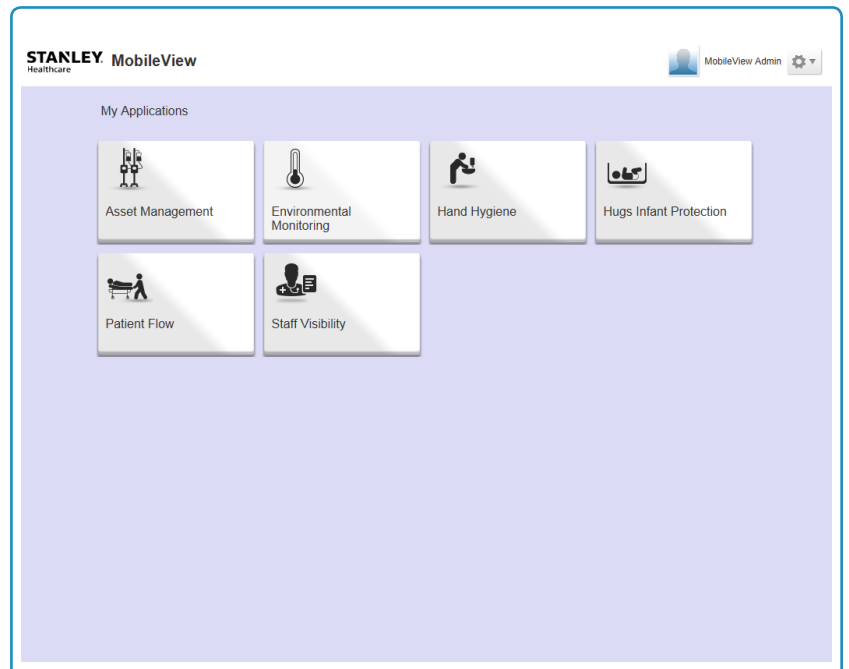 STANLEY. MobileView
Healthcare
MobileView Admin
My Applications
Asset Management
Environmental
Monitoring
Hand Hygiene
Hugs Infant Protection
Patient Flow
Staff Visibility